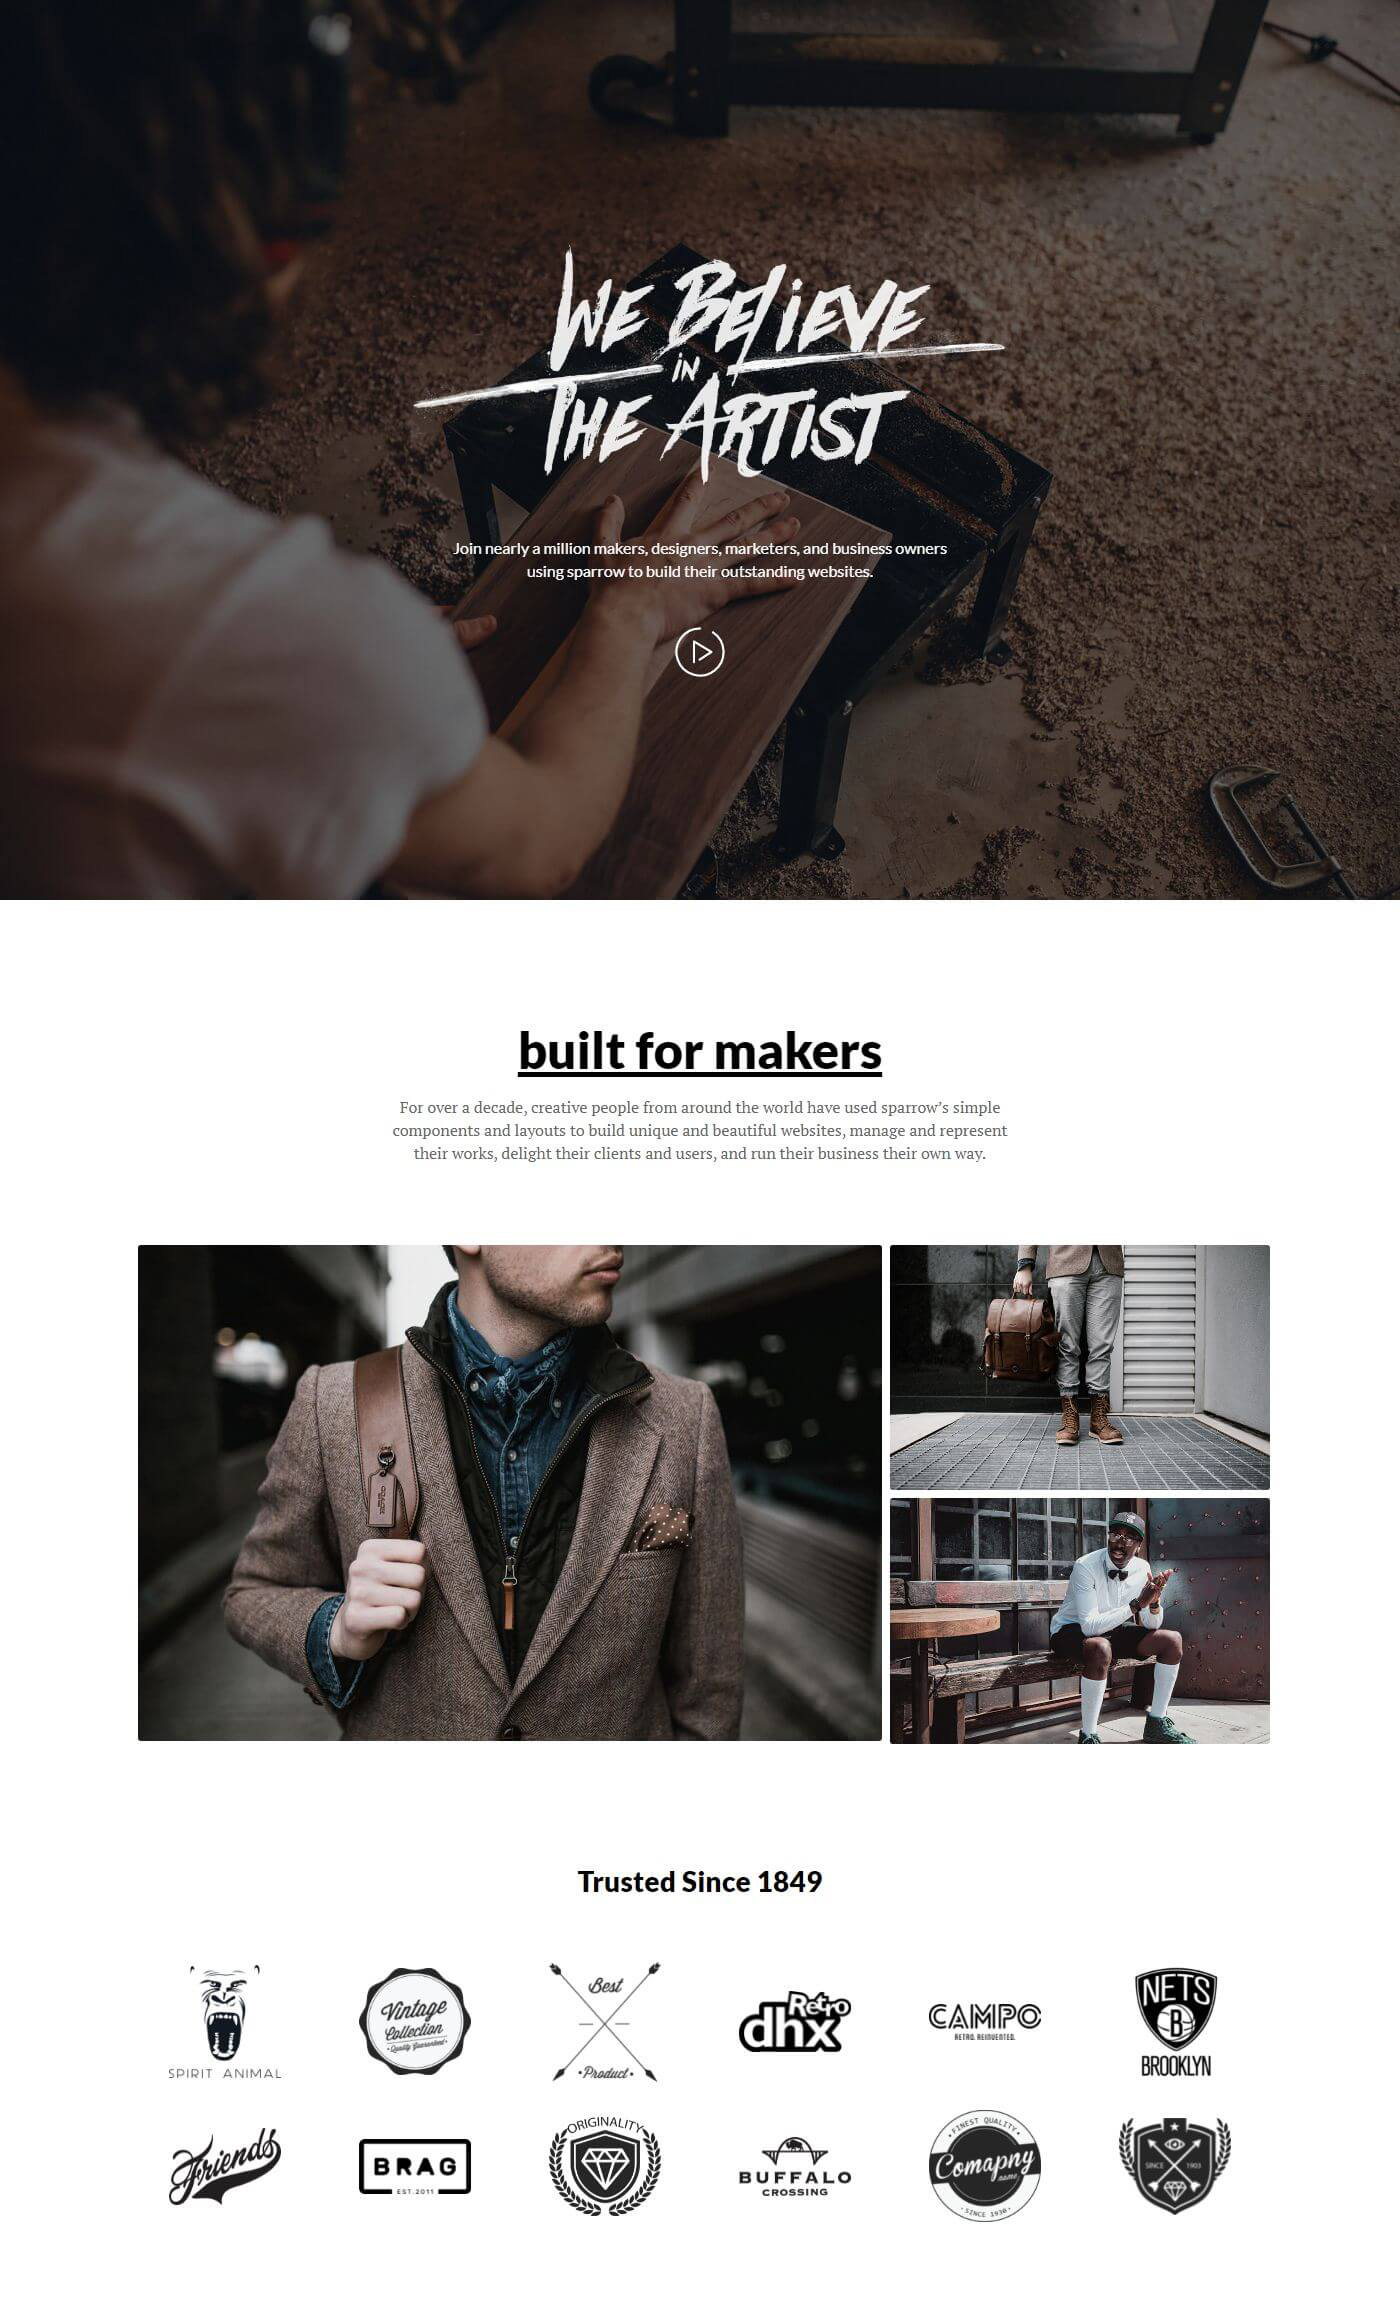 We Believe
in
The Artist
Join nearly a million makers, designers, marketers, and business owners
using sparrow to build their outstanding websites.
built for makers
For over a decade, creative people from around the world have used sparrow’s simple
components and layouts to build unique and beautiful websites, manage and represent
their works, delight their clients and users, and run their business their own way.
Trusted Since 1849
SPIRIT ANIMAL
Vintage
Collection
• Quality Guaranteed •
Best
• Product •
Retro
dhx
CAMPO
RETRO. REINVENTED.
NETS
B
BROOKLYN
Friends
BRAG
EST.2011
ORIGINALITY
BUFFALO
CROSSING
• FINEST QUALITY •
Comapny
name
• SINCE 1930 •
SINCE 1903